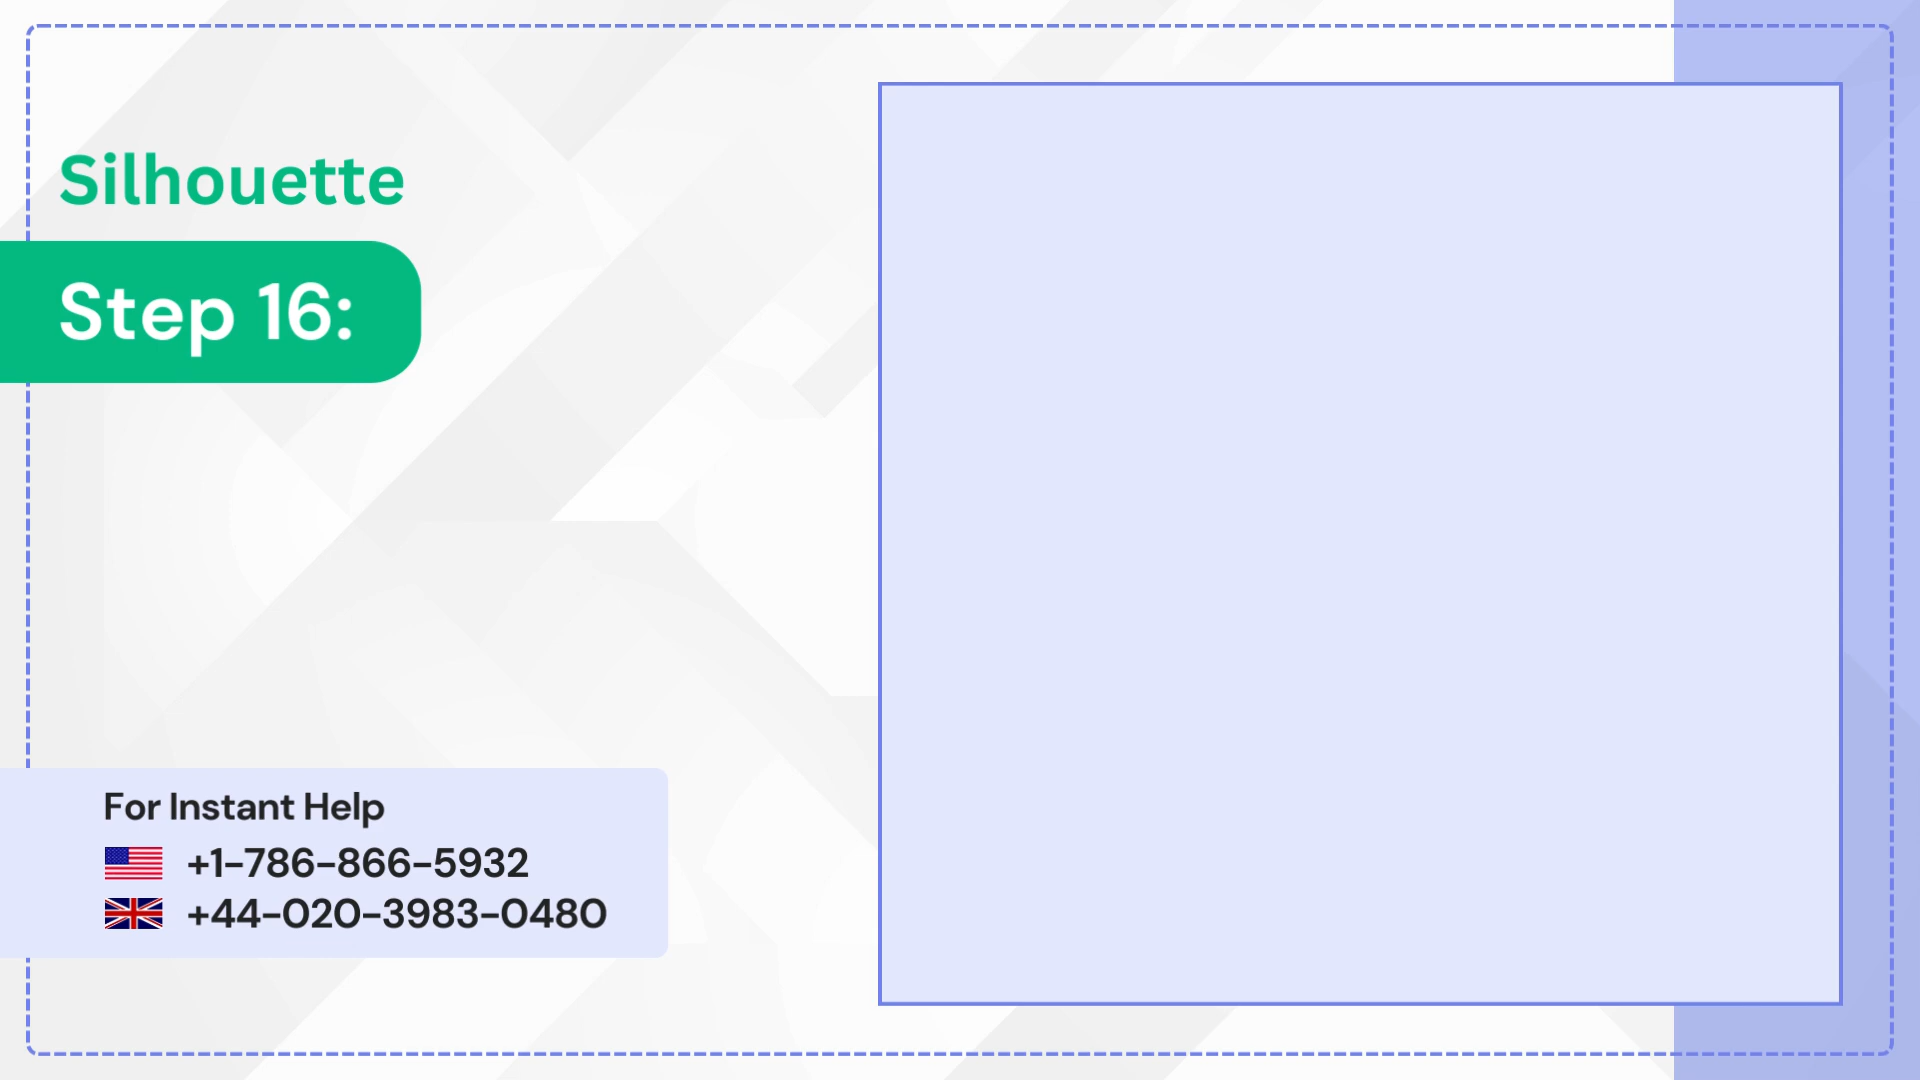 Silhouette
Step 16:
For Instant Help
+1-786-866-5932
+44-020-3983-0480